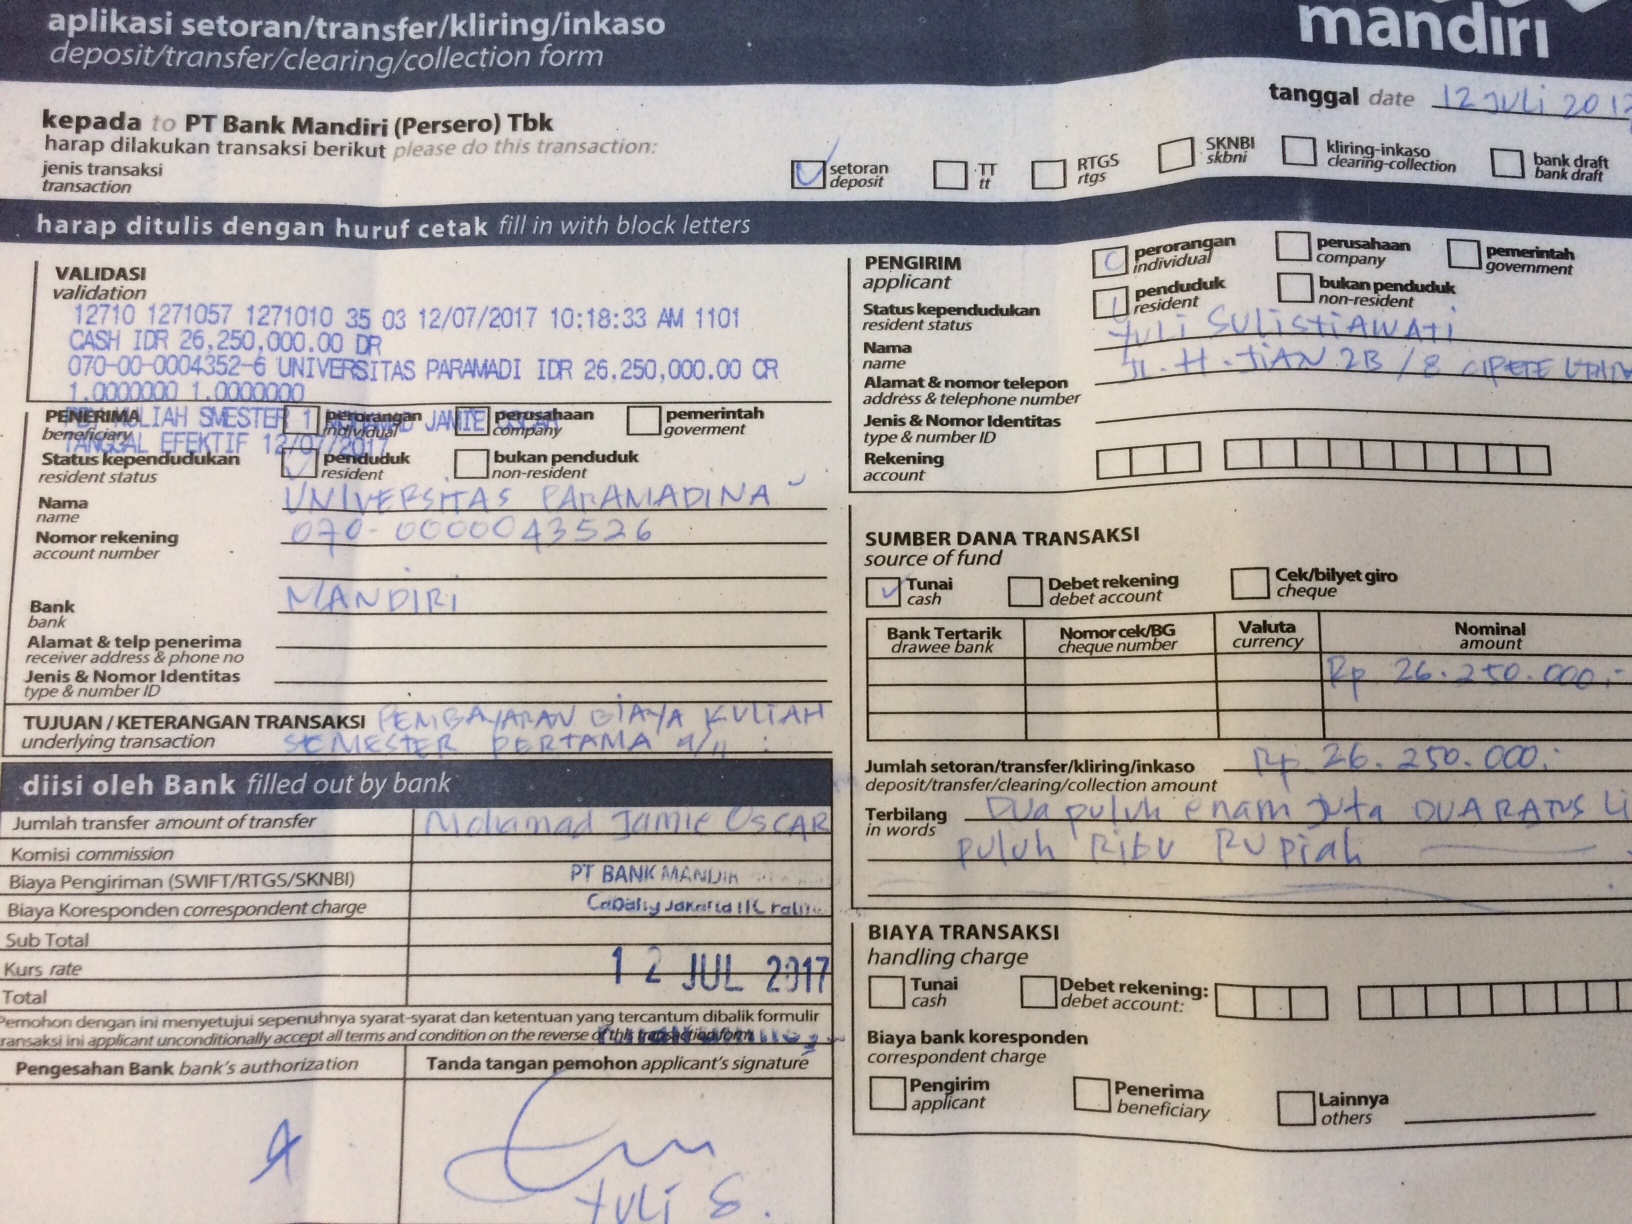 aplikasi setoran/transfer/kliring/inkaso
deposit/transfer/clearing/collection form
mandiri
tanggal date 12 JULI 2017
kepada to PT Bank Mandiri (Persero) Tbk
harap dilakukan transaksi berikut please do this transaction:
jenis transaksi
transaction
setoran
deposit
TT
tt
RTGS
rtgs
SKNBI
skbni
kliring-inkaso
clearing-collection
bank draft
bank draft
harap ditulis dengan huruf cetak fill in with block letters
VALIDASI
validation
12710 1271057 1271010 35 03 12/07/2017 10:18:33 AM 1101
CASH IDR 26,250,000.00 DR
070-00-0004352-6 UNIVERSITAS PARAMADI IDR 26,250,000.00 CR
1.0000000 1.0000000
KULIAH SMESTER 1 JAMIE
TANGGAL EFEKTIF 12/07/2017
PENERIMA
beneficiary
perorangan
individual
perusahaan
company
pemerintah
goverment
Status kependudukan
resident status
penduduk
resident
bukan penduduk
non-resident
Nama
name
UNIVERSITAS PARAMADINA
Nomor rekening
account number
070-0000043526
Bank
bank
MANDIRI
Alamat & telp penerima
receiver address & phone no
Jenis & Nomor Identitas
type & number ID
TUJUAN / KETERANGAN TRANSAKSI PEMBAYARAN BIAYA KULIAH
underlying transaction SEMESTER PERTAMA
diisi oleh Bank filled out by bank
Jumlah transfer amount of transfer Mohamad Jamie OSCAR
Komisi commission
Biaya Pengiriman (SWIFT/RTGS/SKNBI)
PT BANK MANDIRI
Biaya Koresponden correspondent charge
Jakarta
Sub Total
Kurs rate
12 JUL 2017
Total
Pemohon dengan ini menyetujui sepenuhnya syarat-syarat dan ketentuan yang tercantum dibalik formulir
transaksi ini applicant unconditionally accept all terms and condition on the reverse of this transaction form
Pengesahan Bank bank's authorization
Tanda tangan pemohon applicant's signature
Yuli S.
PENGIRIM
applicant
perorangan
individual
perusahaan
company
pemerintah
government
Status kependudukan
resident status
penduduk
resident
bukan penduduk
non-resident
Nama
name
YULI SULISTIAWATI
Alamat & nomor telepon
address & telephone number
JL. H. JIAN 2B / 8 CIPETE UTARA
Jenis & Nomor Identitas
type & number ID
Rekening
account
SUMBER DANA TRANSAKSI
source of fund
Tunai
cash
Debet rekening
debet account
Cek/bilyet giro
cheque
Bank Tertarik
drawee bank
Nomor cek/BG
cheque number
Valuta
currency
Nominal
amount
Rp 26.250.000,-
Jumlah setoran/transfer/kliring/inkaso Rp 26.250.000,-
deposit/transfer/clearing/collection amount
Terbilang
in words
Dua puluh enam Juta DUA RATUS LI
puluh Ribu Rupiah
BIAYA TRANSAKSI
handling charge
Tunai
cash
Debet rekening:
debet account:
Biaya bank koresponden
correspondent charge
Pengirim
applicant
Penerima
beneficiary
Lainnya
others